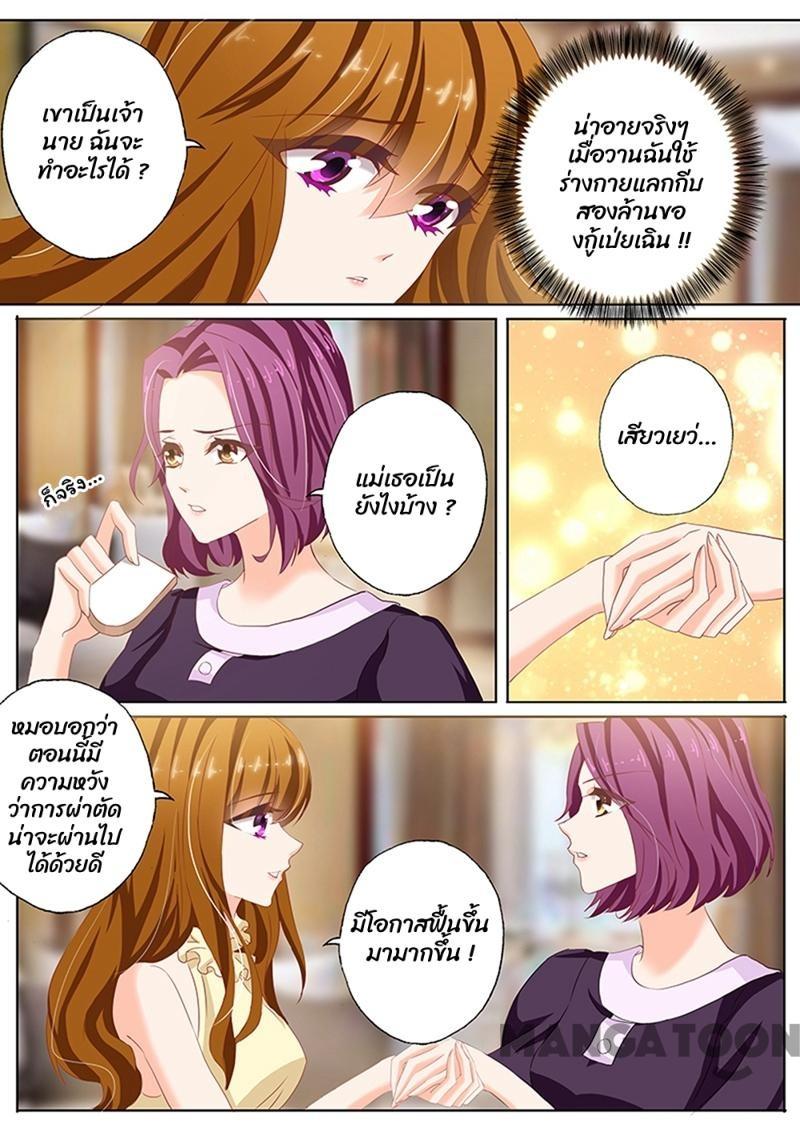 เขาเป็นเจ้า
นาย ฉันจะ
ทำอะไรได้ ?
น่าอายจริงๆ
เมื่อวานฉันใช้
ร่างกายแลกกีบ
สองล้านขอ
งกู้เป่ยเฉิน !!
ก็จริง...
แม่เธอเป็น
ยังไงบ้าง ?
เสียวเยว่...
หมอบอกว่า
ตอนนี้มี
ความหวัง
ว่าการผ่าตัด
น่าจะผ่านไป
ได้ด้วยดี
มีโอกาสฟื้นขึ้น
มามากขึ้น !
MANGATOON